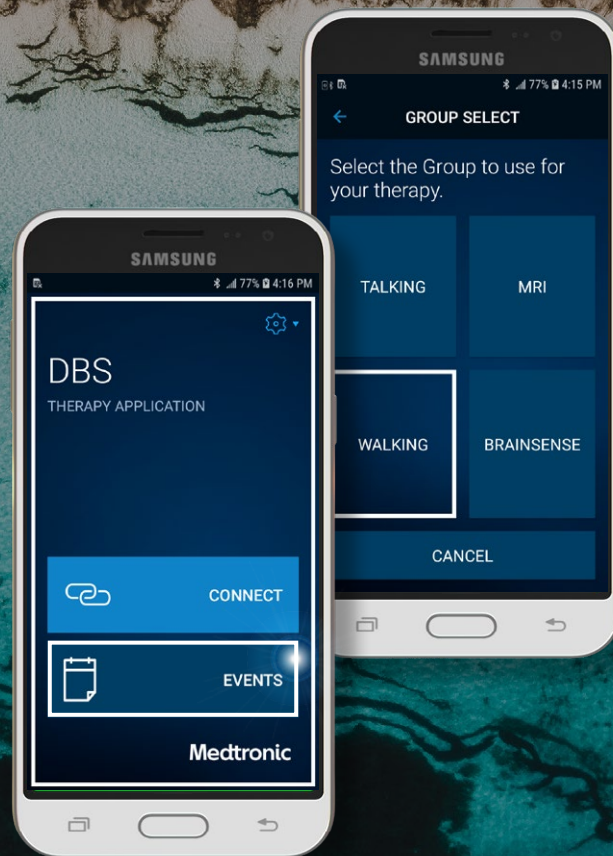 SAMSUNG
77% 4:15 PM
GROUP SELECT
Select the Group to use for
your therapy.
TALKING
MRI
WALKING
BRAINSENSE
CANCEL
SAMSUNG
77% 4:16 PM
DBS
THERAPY APPLICATION
CONNECT
EVENTS
Medtronic